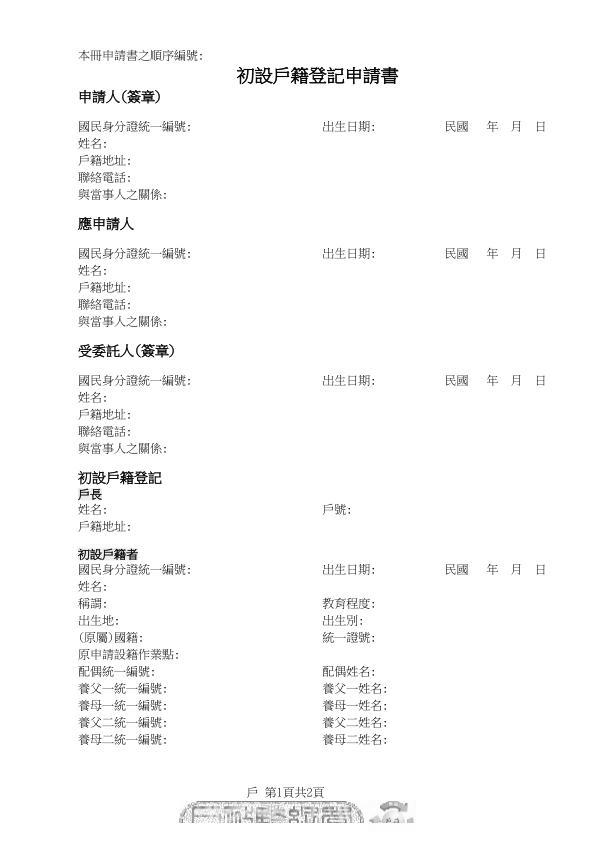 本冊申請書之順序編號:
初設戶籍登記申請書
申請人(簽章)
國民身分證統一編號: 出生日期: 民國 年 月 日
姓名:
戶籍地址:
聯絡電話:
與當事人之關係:
應申請人
國民身分證統一編號: 出生日期: 民國 年 月 日
姓名:
戶籍地址:
聯絡電話:
與當事人之關係:
受委託人(簽章)
國民身分證統一編號: 出生日期: 民國 年 月 日
姓名:
戶籍地址:
聯絡電話:
與當事人之關係:
初設戶籍登記
戶長
姓名: 戶號:
戶籍地址:
初設戶籍者
國民身分證統一編號: 出生日期: 民國 年 月 日
姓名:
稱謂: 教育程度:
出生地: 出生別:
(原屬)國籍: 統一證號:
原申請設籍作業點:
配偶統一編號: 配偶姓名:
養父一統一編號: 養父一姓名:
養母一統一編號: 養母一姓名:
養父二統一編號: 養父二姓名:
養母二統一編號: 養母二姓名:
戶 第1頁共2頁